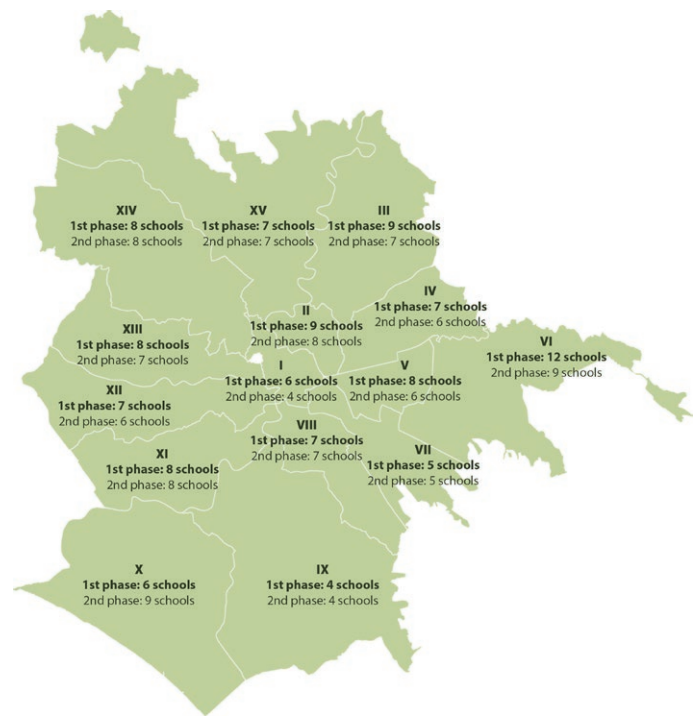 XIV
1st phase: 8 schools
2nd phase: 8 schools
XV
1st phase: 7 schools
2nd phase: 7 schools
III
1st phase: 9 schools
2nd phase: 7 schools
IV
1st phase: 7 schools
2nd phase: 6 schools
II
1st phase: 9 schools
2nd phase: 8 schools
XIII
1st phase: 8 schools
2nd phase: 7 schools
VI
1st phase: 12 schools
2nd phase: 9 schools
I
1st phase: 6 schools
2nd phase: 4 schools
V
1st phase: 8 schools
2nd phase: 6 schools
XII
1st phase: 7 schools
2nd phase: 6 schools
VIII
1st phase: 7 schools
2nd phase: 7 schools
VII
1st phase: 5 schools
2nd phase: 5 schools
XI
1st phase: 8 schools
2nd phase: 8 schools
X
1st phase: 6 schools
2nd phase: 9 schools
IX
1st phase: 4 schools
2nd phase: 4 schools